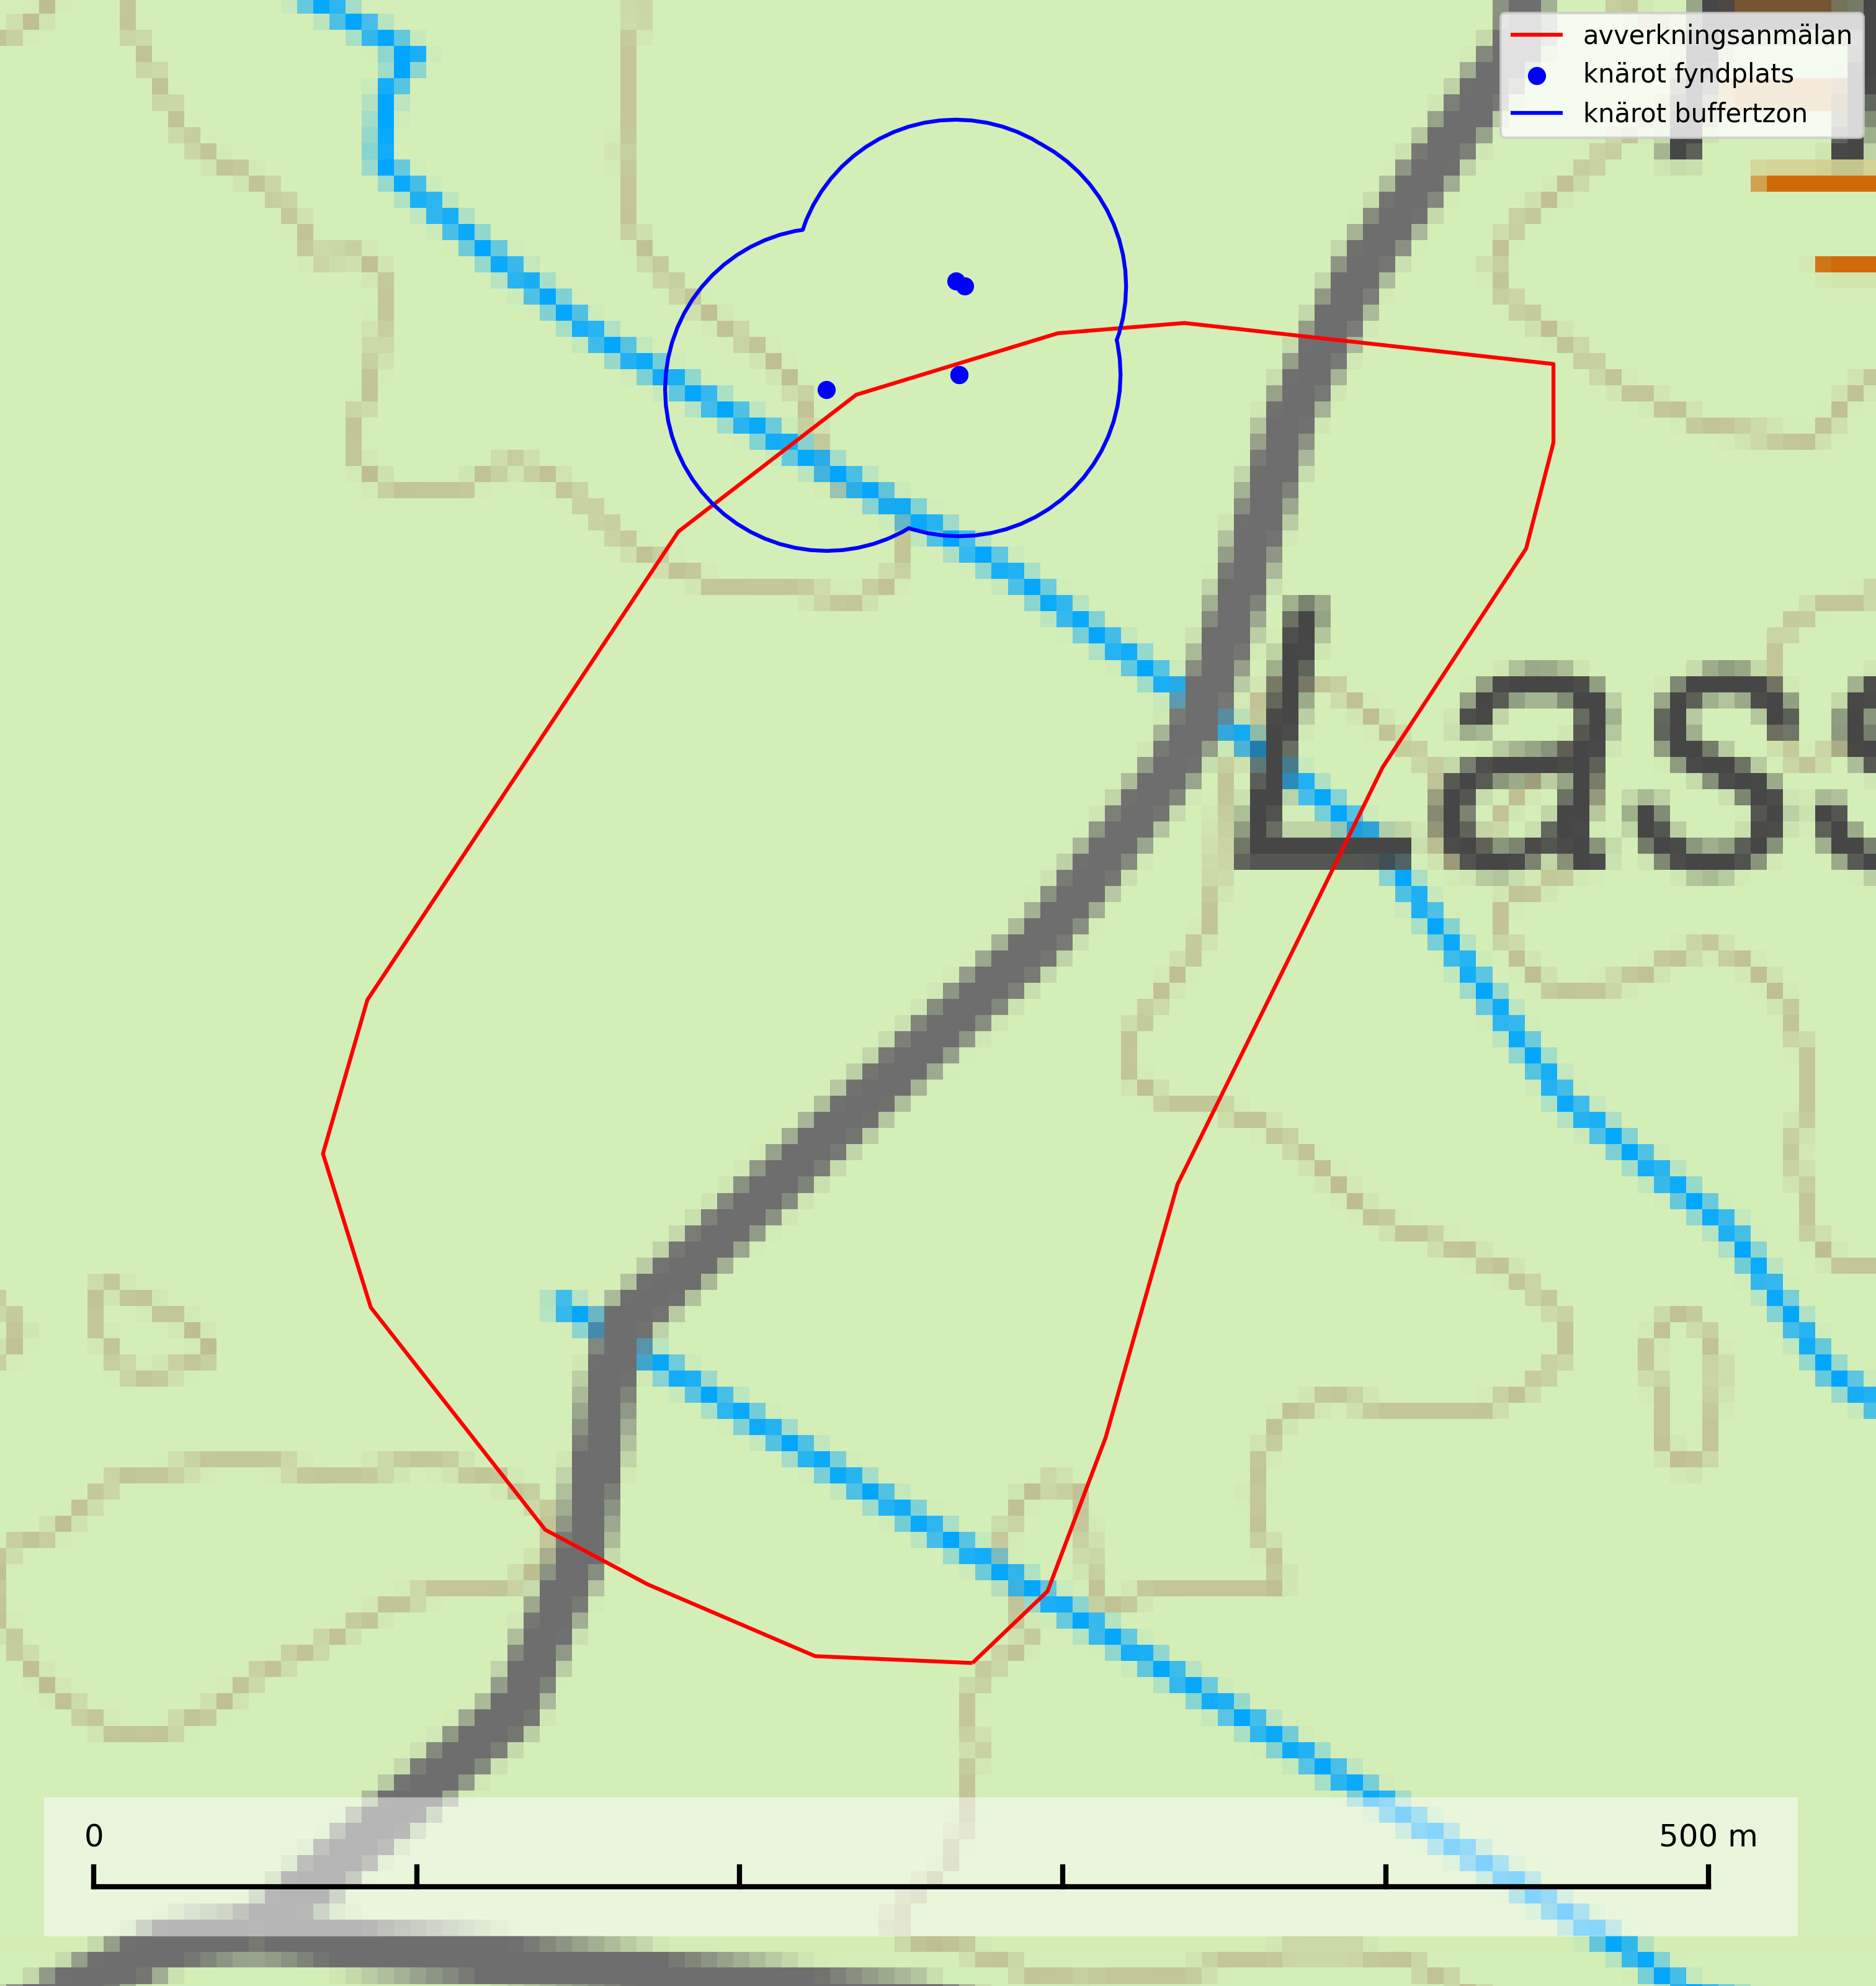 avverkningsanmälan
knärot fyndplats
knärot buffertzon
Lass
0 500 m